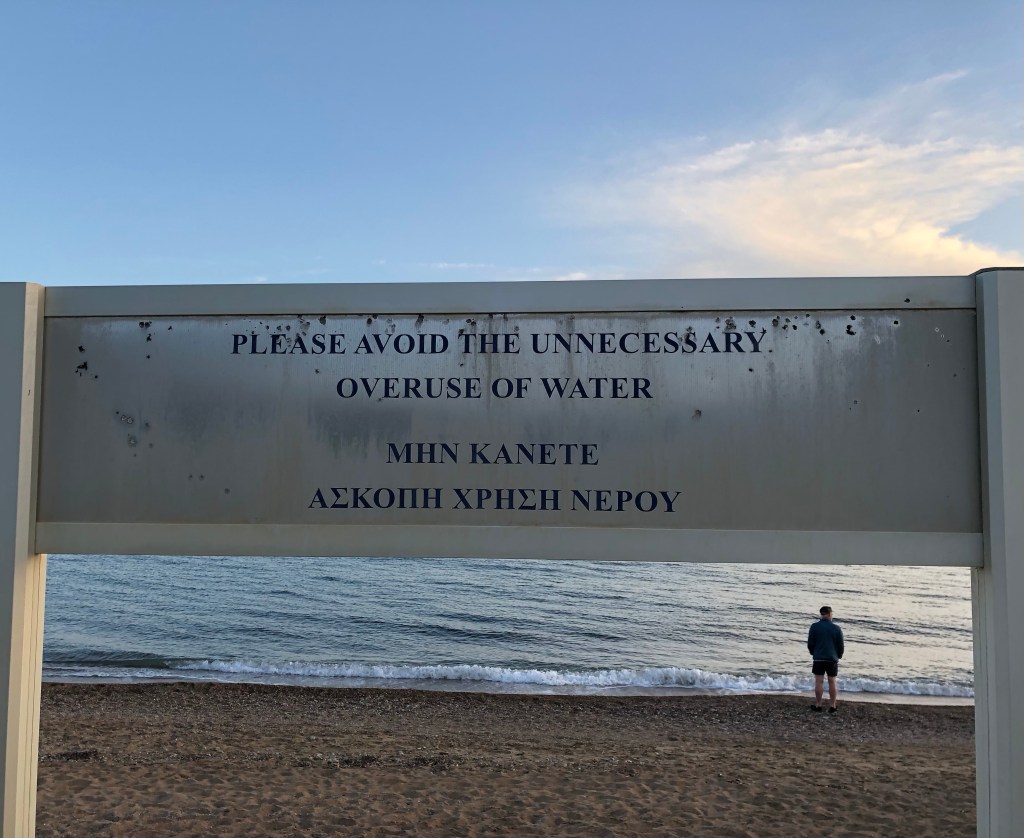 PLEASE AVOID THE UNNECESSARY
OVERUSE OF WATER
ΜΗΝ ΚΑΝΕΤΕ
ΑΣΚΟΠΗ ΧΡΗΣΗ ΝΕΡΟΥ